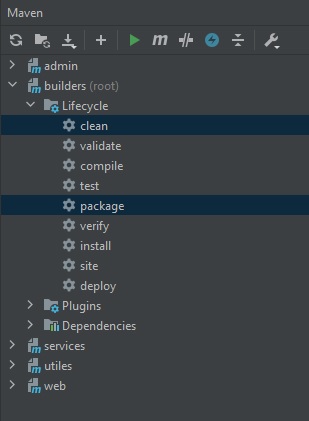 Maven
m
admin
builders (root)
Lifecycle
clean
validate
compile
test
package
verify
install
site
deploy
Plugins
Dependencies
services
utiles
web